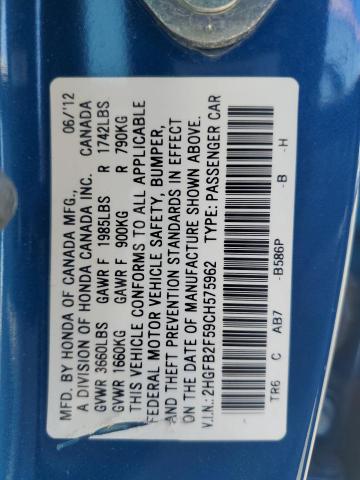 MFD. BY HONDA OF CANADA MFG., 06/'12
A DIVISION OF HONDA CANADA INC. CANADA
GVWR 3660LBS GAWR F 1985LBS R 1742LBS
GVWR 1660KG GAWR F 900KG R 790KG
THIS VEHICLE CONFORMS TO ALL APPLICABLE
FEDERAL MOTOR VEHICLE SAFETY, BUMPER,
AND THEFT PREVENTION STANDARDS IN EFFECT
ON THE DATE OF MANUFACTURE SHOWN ABOVE.
V.I.N.: 2HGFB2F59CH575962 TYPE: PASSENGER CAR
TR6 C AB7 -B586P -B -H